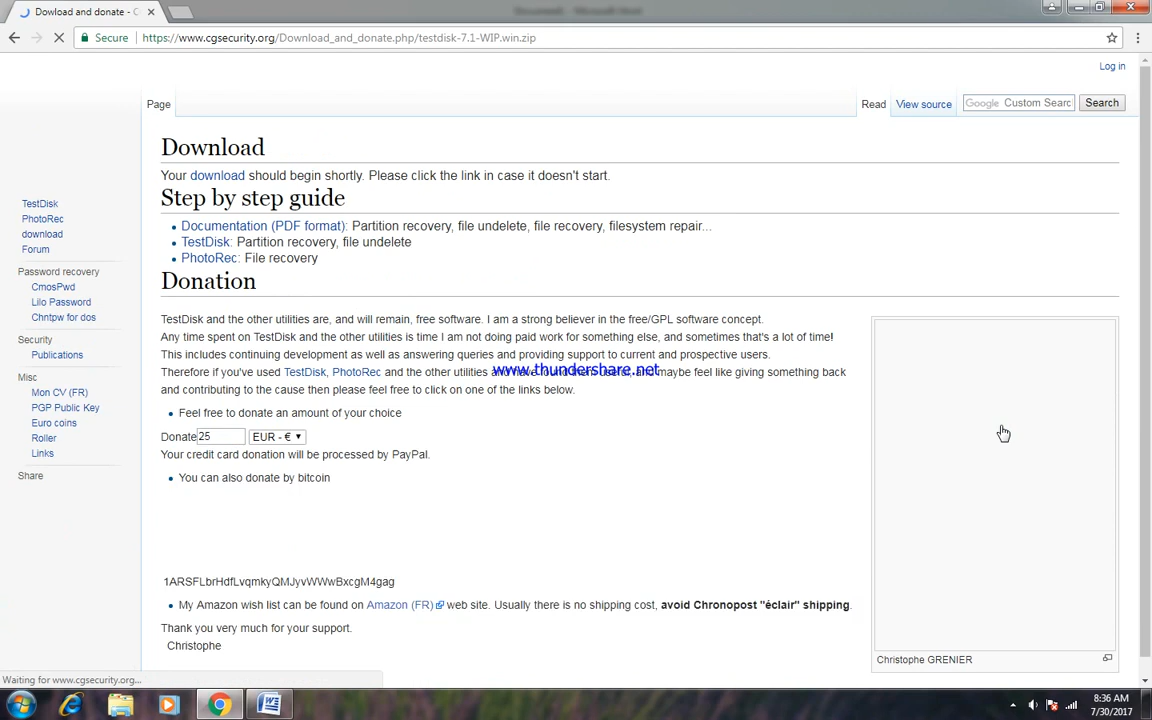 Dowload and donate - C
Document1 - Microsoft Word
Secure
https://www.cgsecurity.org/Download_and_donate.php/testdisk-7.1-WIP.win.zip
Log in
Page
Read
View source
Google Custom Searc
Search
Download
Your download should begin shortly. Please click the link in case it doesn't start.
Step by step guide
Documentation (PDF format): Partition recovery, file undelete, file recovery, filesystem repair...
TestDisk: Partition recovery, file undelete
PhotoRec: File recovery
Donation
TestDisk
PhotoRec
download
Forum
Password recovery
CmosPwd
Lilo Password
Chntpw for dos
Security
Publications
Misc
Mon CV (FR)
PGP Public Key
Euro coins
Roller
Links
Share
TestDisk and the other utilities are, and will remain, free software. I am a strong believer in the free/GPL software concept.
Any time spent on TestDisk and the other utilities is time I am not doing paid work for something else, and sometimes that's a lot of time!
This includes continuing development as well as answering queries and providing support to current and prospective users.
www.thundershare.net
Therefore if you've used TestDisk, PhotoRec and the other utilities and have found them useful, and maybe feel like giving something back
and contributing to the cause then please feel free to click on one of the links below.
Feel free to donate an amount of your choice
Donate 25 EUR - €
Your credit card donation will be processed by PayPal.
You can also donate by bitcoin
1ARSFLbrHdfLvqmkyQMJyvWWwBxcgM4gag
My Amazon wish list can be found on Amazon (FR) web site. Usually there is no shipping cost, avoid Chronopost "éclair" shipping.
Thank you very much for your support.
Christophe
Christophe GRENIER
Waiting for www.cgsecurity.org...
8:36 AM
7/30/2017